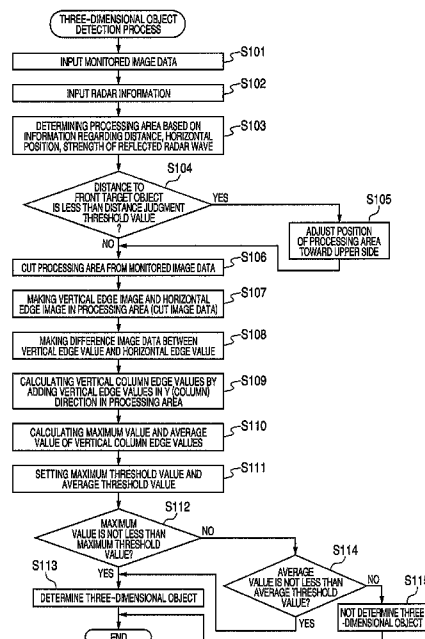 THREE-DIMENSIONAL OBJECT
DETECTION PROCESS
S101
INPUT MONITORED IMAGE DATA
S102
INPUT RADAR INFORMATION
S103
DETERMINING PROCESSING AREA BASED ON
INFORMATION REGARDING DISTANCE, HORIZONTAL
POSITION, STRENGTH OF REFLECTED RADAR WAVE
S104
DISTANCE TO
FRONT TARGET OBJECT
IS LESS THAN DISTANCE JUDGMENT
THRESHOLD VALUE
?
YES
S105
ADJUST POSITION
OF PROCESSING AREA
TOWARD UPPER SIDE
NO
S106
CUT PROCESSING AREA FROM MONITORED IMAGE DATA
S107
MAKING VERTICAL EDGE IMAGE AND HORIZONTAL
EDGE IMAGE IN PROCESSING AREA (CUT IMAGE DATA)
S108
MAKING DIFFERENCE IMAGE DATA BETWEEN
VERTICAL EDGE VALUE AND HORIZONTAL EDGE VALUE
S109
CALCULATING VERTICAL COLUMN EDGE VALUES BY
ADDING VERTICAL EDGE VALUES IN Y (COLUMN)
DIRECTION IN PROCESSING AREA
S110
CALCULATING MAXIMUM VALUE AND AVERAGE
VALUE OF VERTICAL COLUMN EDGE VALUES
S111
SETTING MAXIMUM THRESHOLD VALUE AND
AVERAGE THRESHOLD VALUE
S112
MAXIMUM
VALUE IS NOT LESS THAN
MAXIMUM THRESHOLD
VALUE?
NO
S114
AVERAGE
VALUE IS NOT LESS THAN
AVERAGE THRESHOLD
VALUE?
NO
S115
NOT DETERMINE THREE
-DIMENSIONAL OBJECT
YES
S113
YES
DETERMINE THREE-DIMENSIONAL OBJECT
END